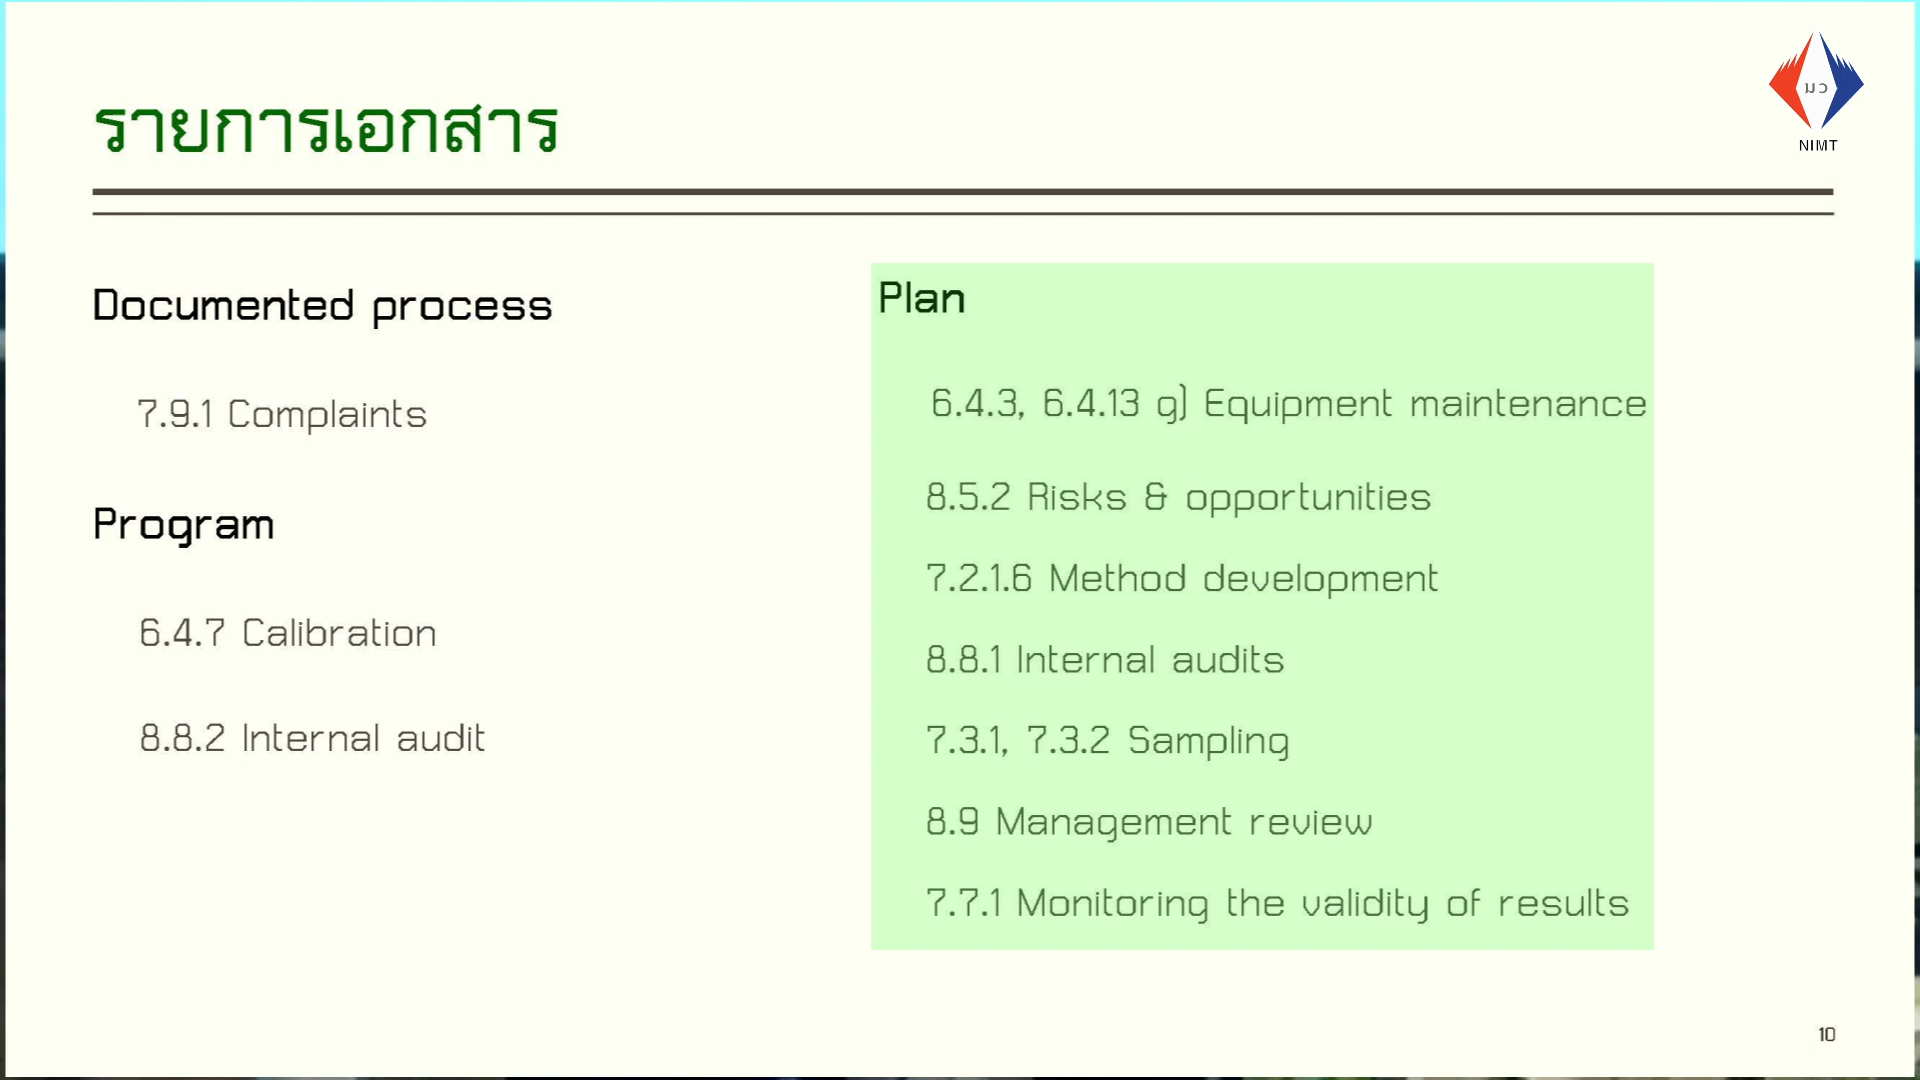 รายการเอกสาร
มว
NIMT
Documented process
7.9.1 Complaints
Program
6.4.7 Calibration
8.8.2 Internal audit
Plan
6.4.3, 6.4.13 g) Equipment maintenance
8.5.2 Risks & opportunities
7.2.1.6 Method development
8.8.1 Internal audits
7.3.1, 7.3.2 Sampling
8.9 Management review
7.7.1 Monitoring the validity of results
10